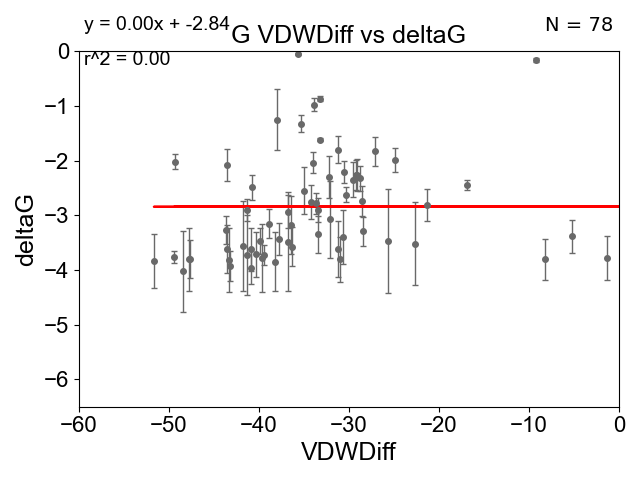 y = 0.00x + -2.84
G VDWDiff vs deltaG
N = 78
r^2 = 0.00
0
−1
−2
−3
−4
−5
−6
deltaG
−60
−50
−40
−30
−20
−10
0
VDWDiff